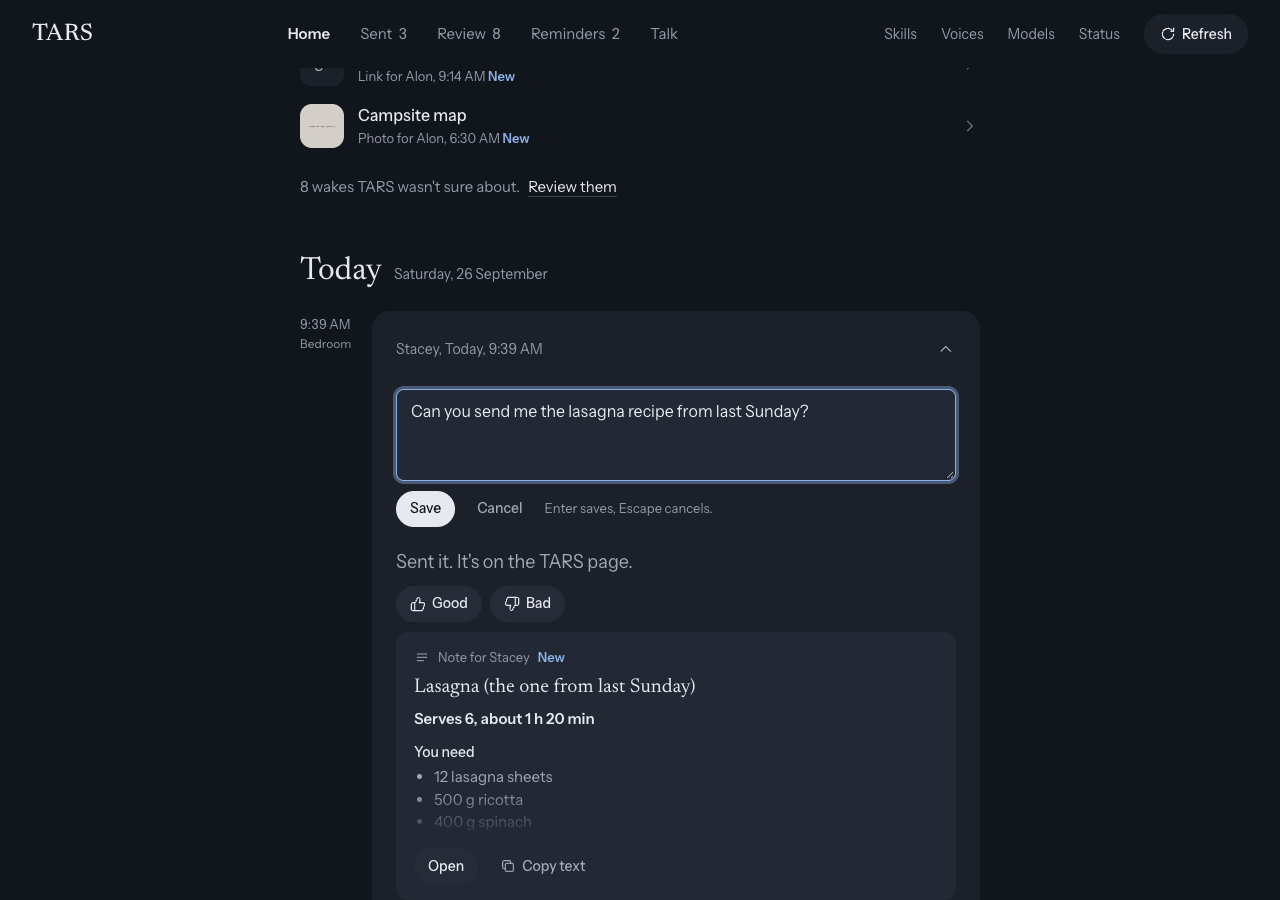 TARS
Home
Sent 3
Review 8
Reminders 2
Talk
Skills
Voices
Models
Status
Refresh
Link for Alon, 9:14 AM New
Campsite map
Photo for Alon, 6:30 AM New
8 wakes TARS wasn't sure about. Review them
Today Saturday, 26 September
9:39 AM
Bedroom
Stacey, Today, 9:39 AM
Can you send me the lasagna recipe from last Sunday?
Save
Cancel
Enter saves, Escape cancels.
Sent it. It's on the TARS page.
Good
Bad
Note for Stacey New
Lasagna (the one from last Sunday)
Serves 6, about 1 h 20 min
You need
• 12 lasagna sheets
• 500 g ricotta
• 400 g spinach
Open
Copy text